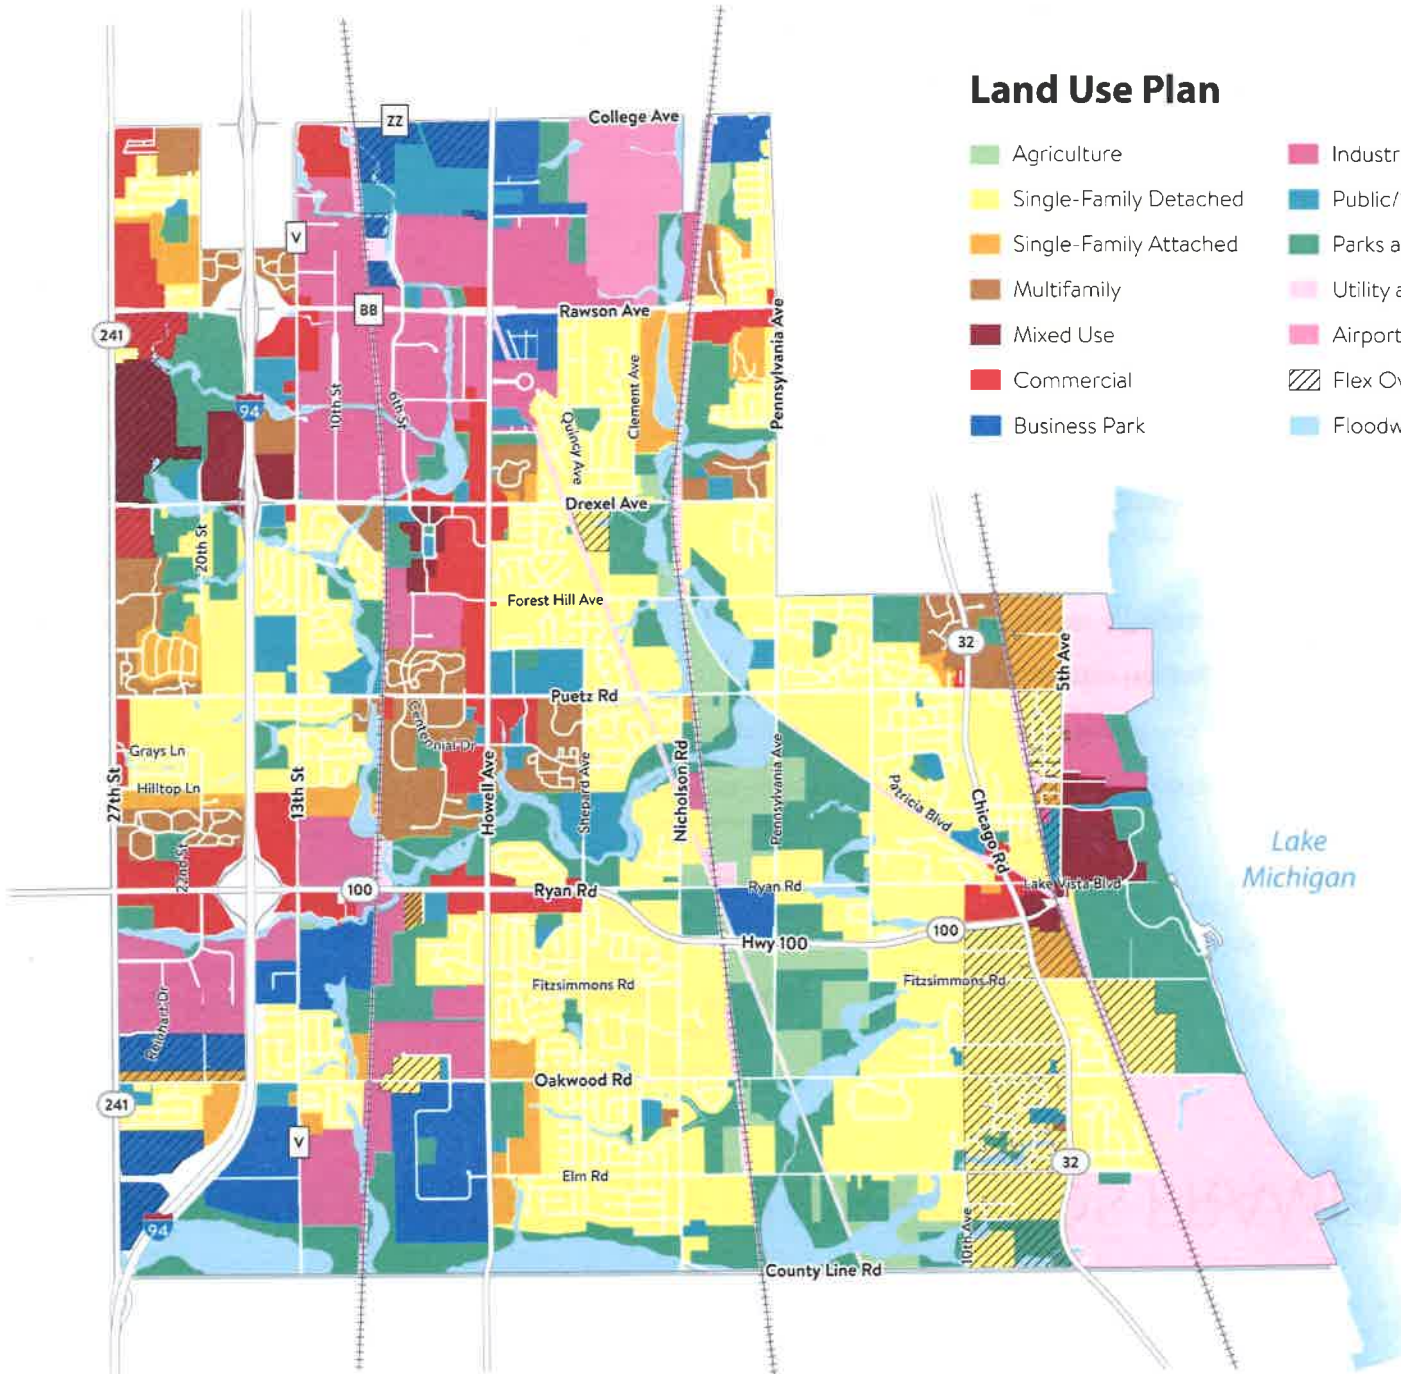 Land Use Plan
Agriculture
Single-Family Detached
Single-Family Attached
Multifamily
Mixed Use
Commercial
Business Park
Industr
Public/
Parks a
Utility a
Airport
Flex Ov
Floodw
ZZ
College Ave
V
BB
Rawson Ave
241
Pennsylvania Ave
Clement Ave
94
10th St
6th St
Quincy Ave
Drexel Ave
20th St
Forest Hill Ave
32
5th Ave
Puetz Rd
Centennial Dr
Grays Ln
Hilltop Ln
27th St
13th St
Howell Ave
Shepard Ave
Nicholson Rd
Pennsylvania Ave
Patricia Blvd
Chicago Rd
Lake
Michigan
22nd St
100
Ryan Rd
Ryan Rd
Lake Vista Blvd
Hwy 100
100
Fitzsimmons Rd
Fitzsimmons Rd
Reinhart Dr
Oakwood Rd
241
V
32
Elm Rd
94
10th Ave
County Line Rd